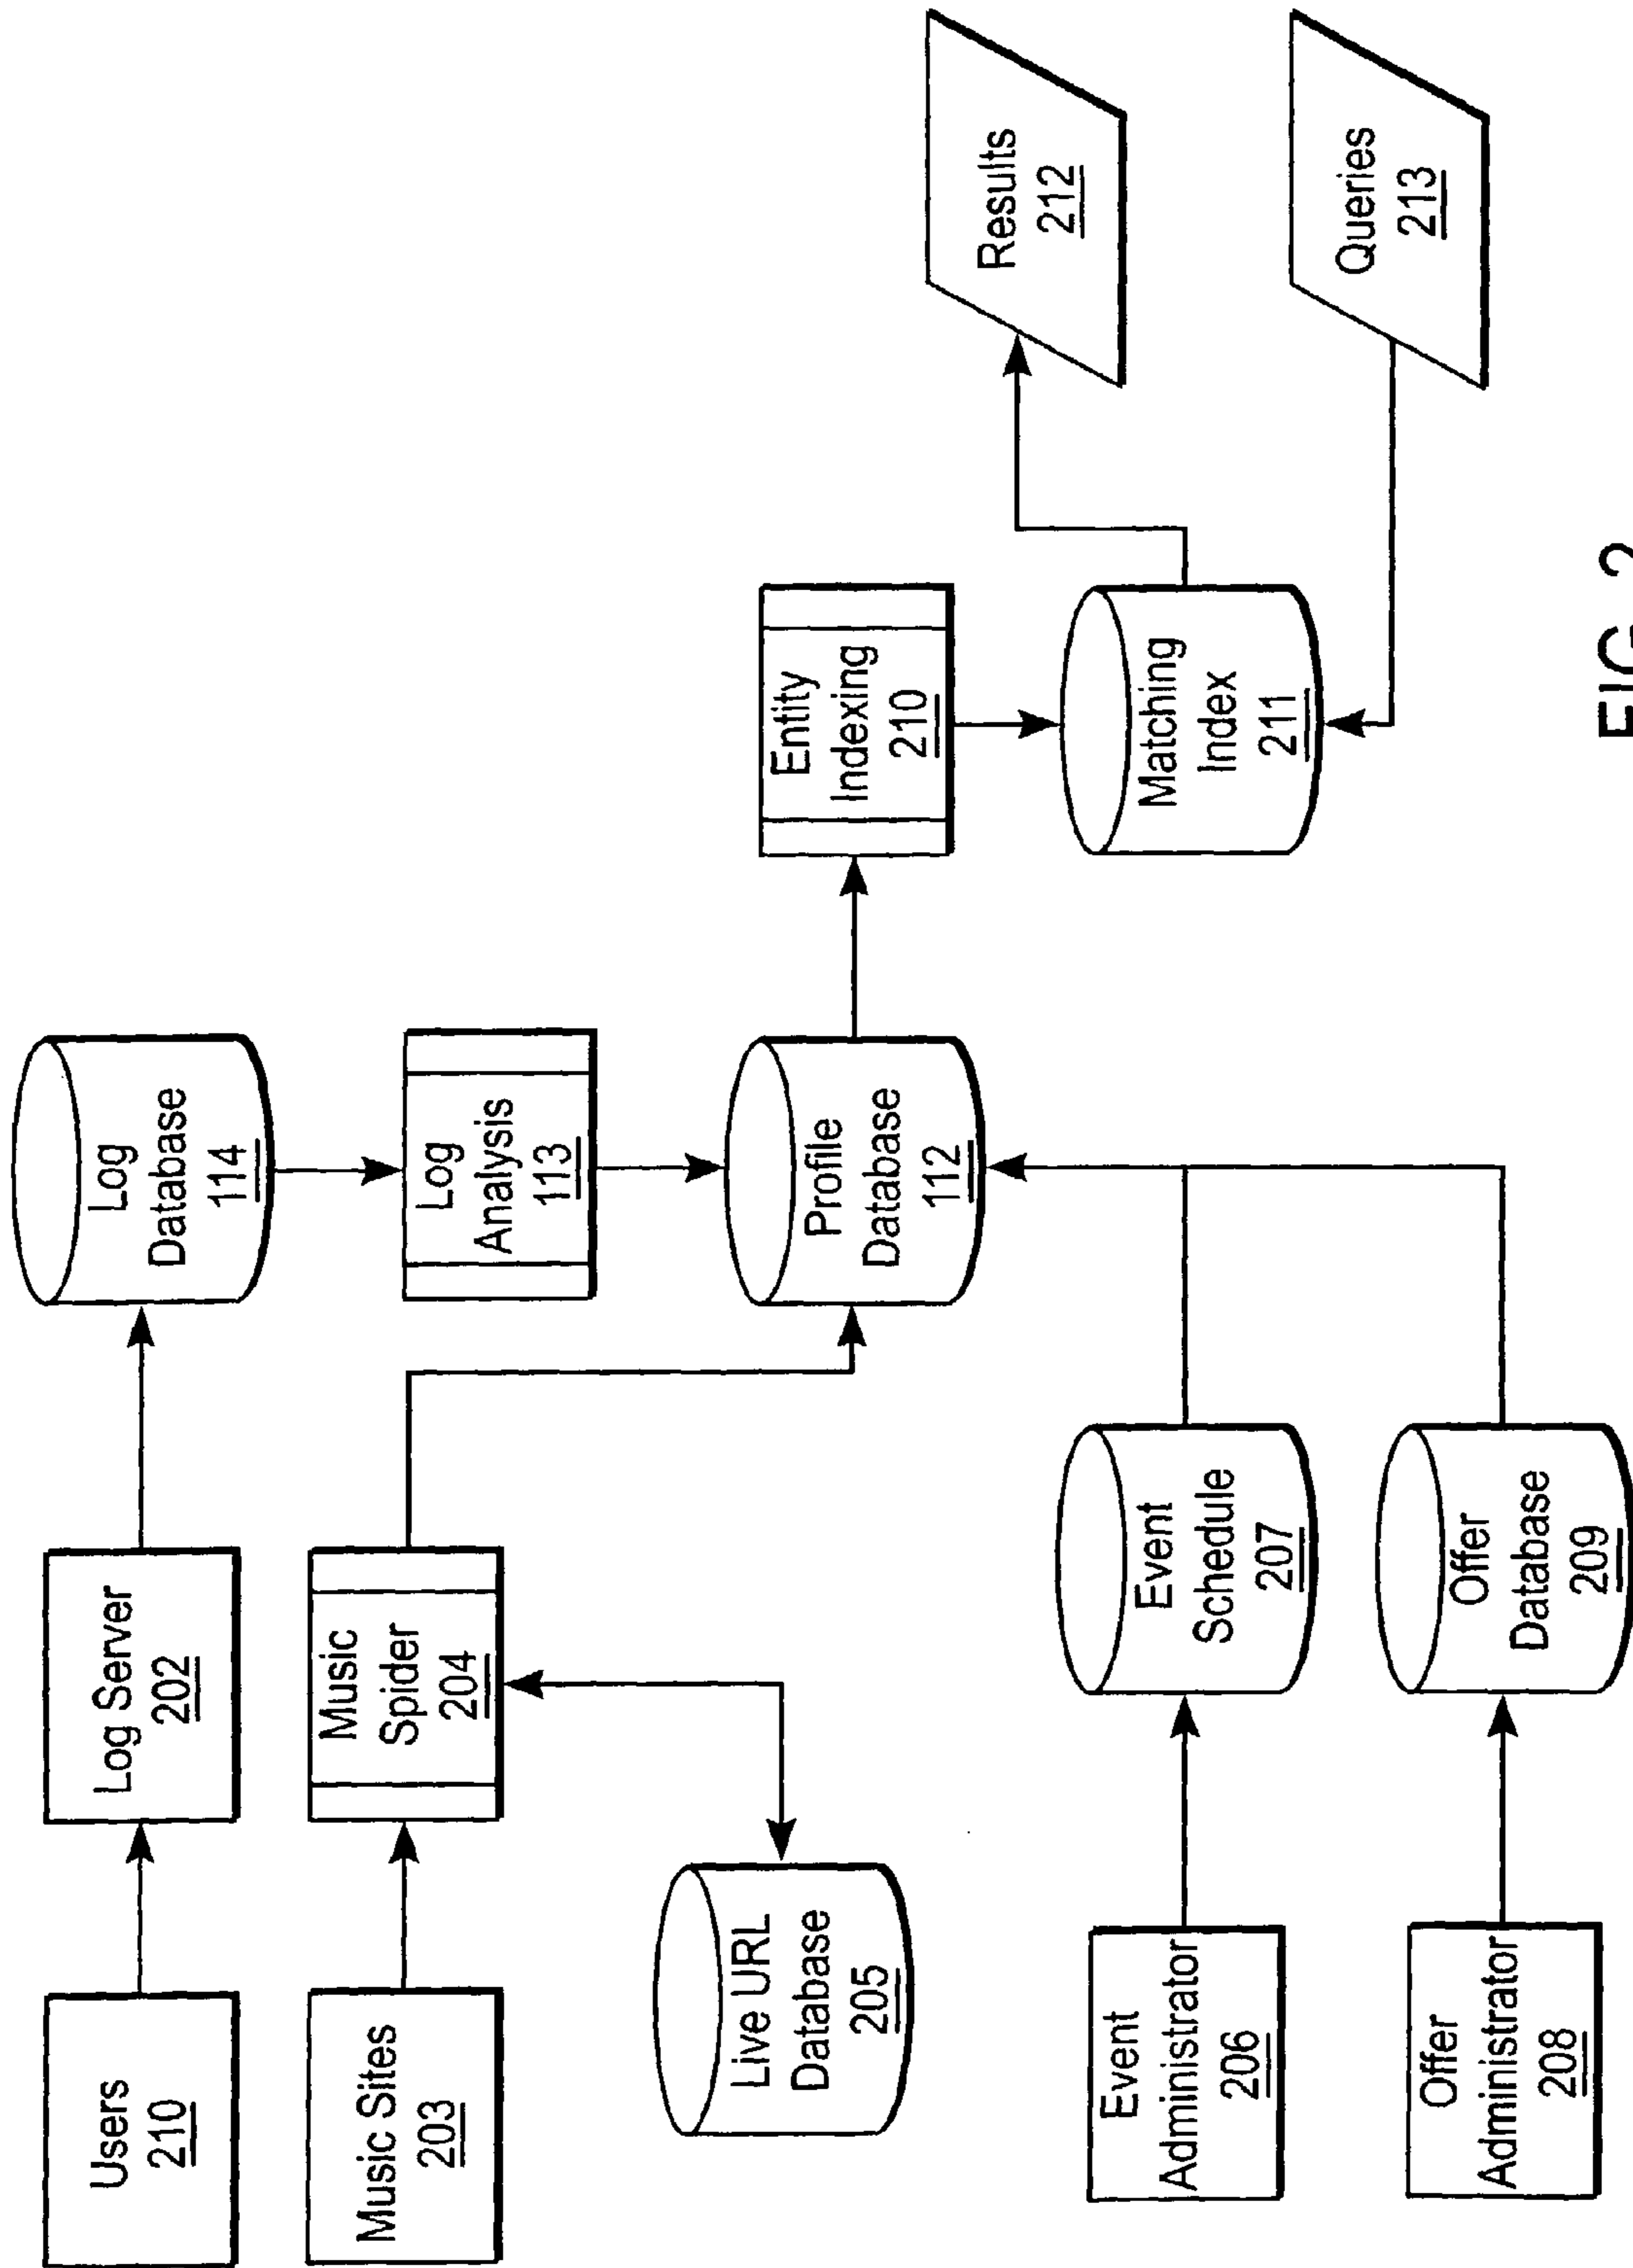 Users
210
Log Server
202
Log
Database
114
Music Sites
203
Music
Spider
204
Log
Analysis
113
Live URL
Database
205
Profile
Database
112
Entity
Indexing
210
Event
Administrator
206
Event
Schedule
207
Matching
Index
211
Results
212
Offer
Administrator
208
Offer
Database
209
Queries
213
FIG. 2